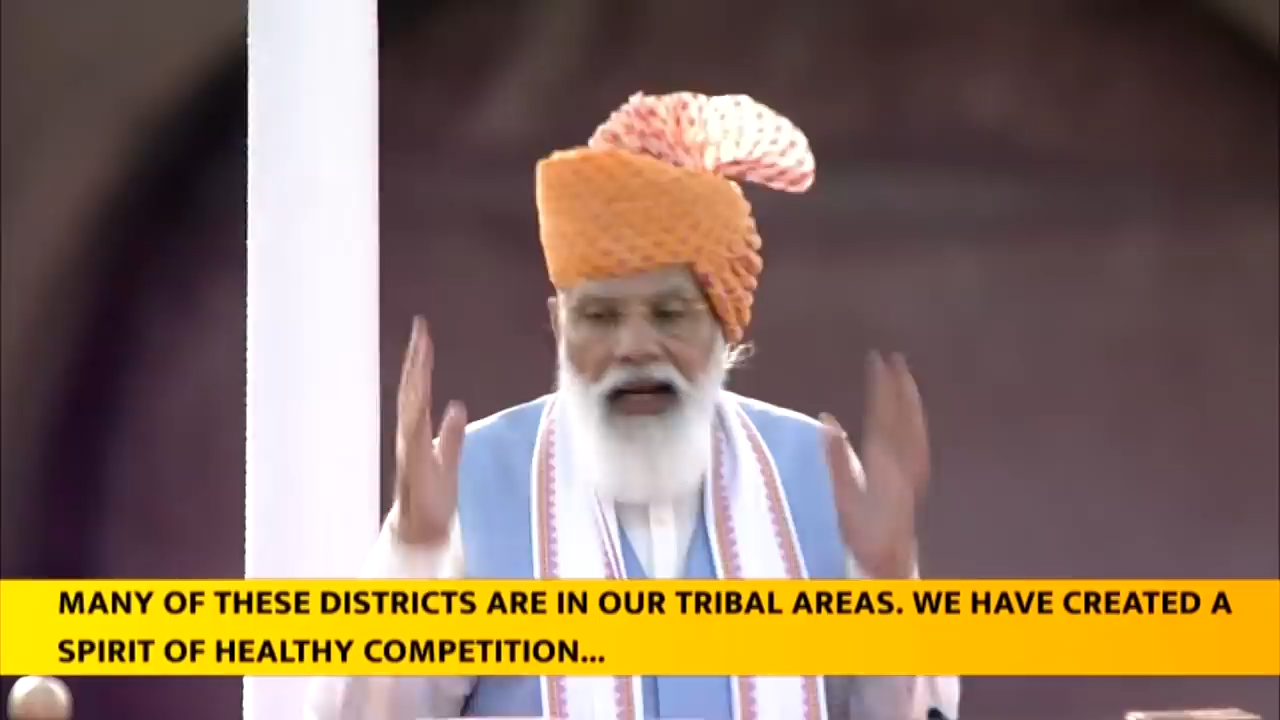 MANY OF THESE DISTRICTS ARE IN OUR TRIBAL AREAS. WE HAVE CREATED A
SPIRIT OF HEALTHY COMPETITION...